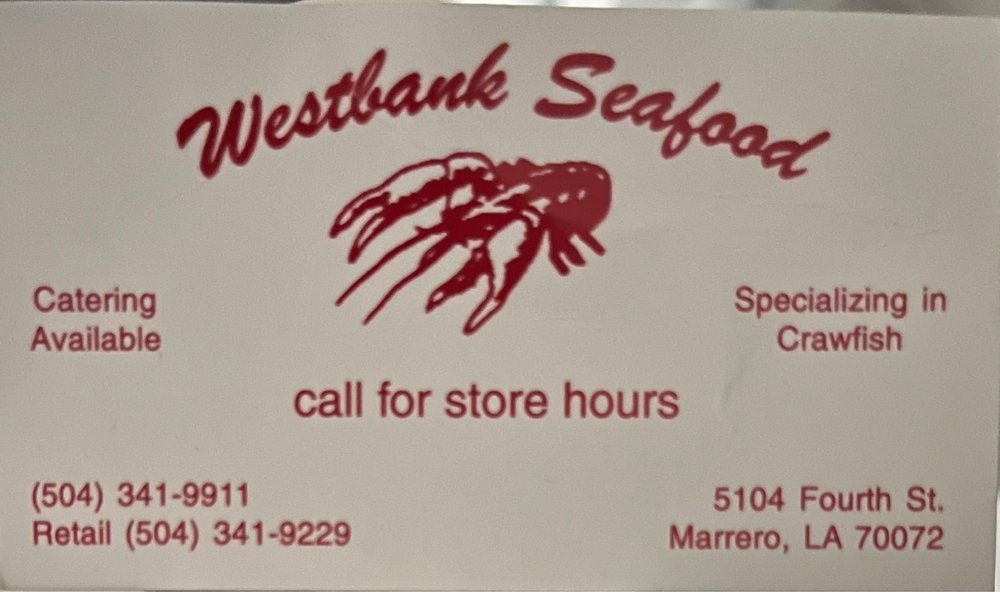 Westbank Seafood
Catering
Available
Specializing in
Crawfish
call for store hours
(504) 341-9911
Retail (504) 341-9229
5104 Fourth St.
Marrero, LA 70072